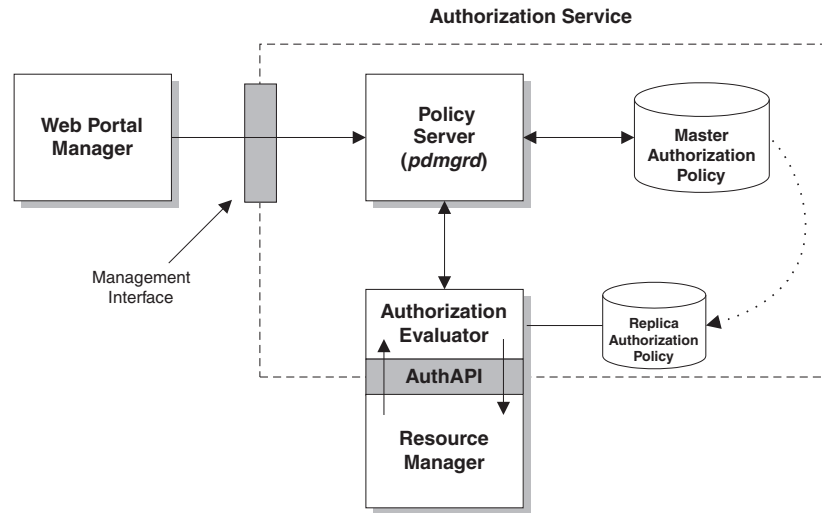 Authorization Service
Web Portal
Manager
Policy
Server
(pdmgrd)
Master
Authorization
Policy
Management
Interface
Authorization
Evaluator
Replica
Authorization
Policy
AuthAPI
Resource
Manager